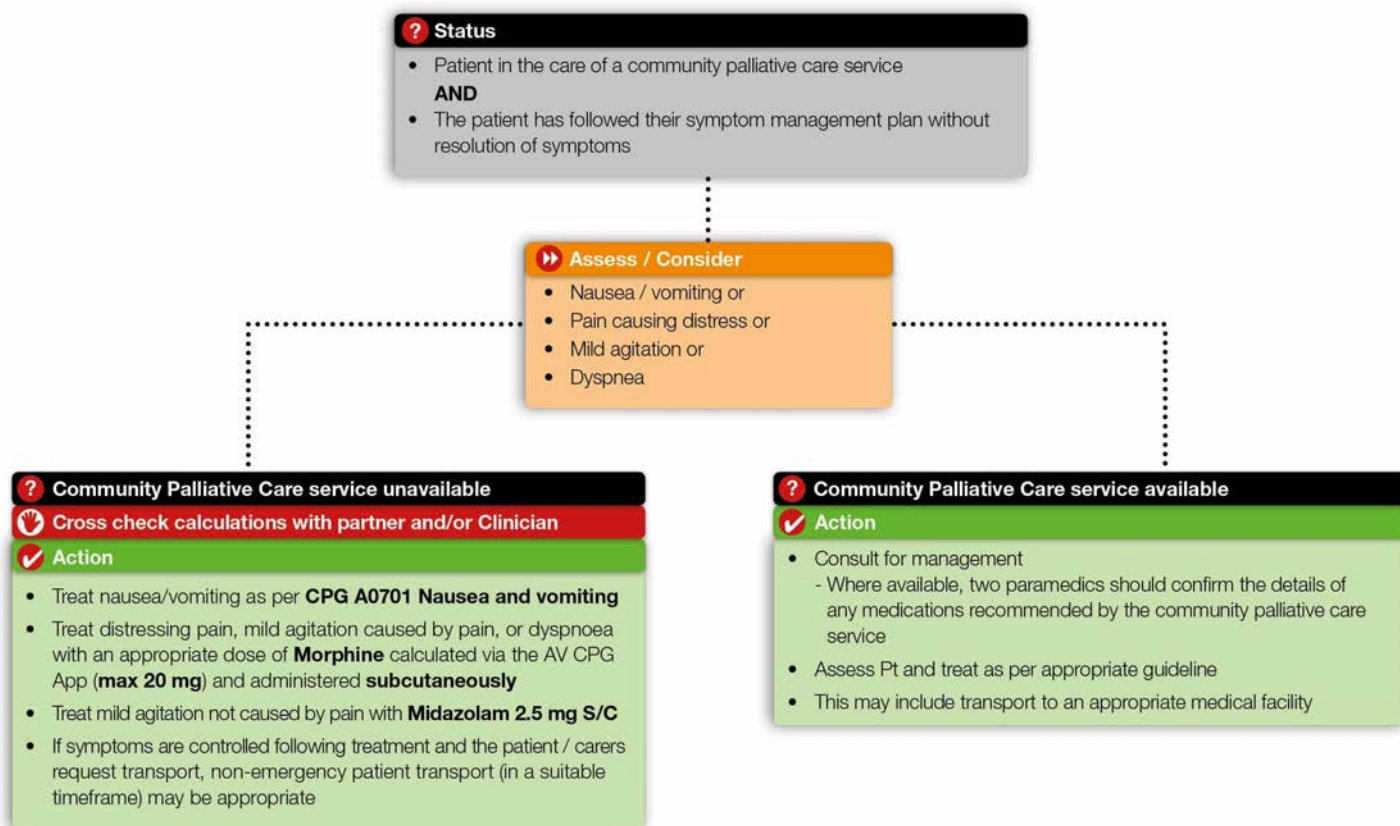 ? Status
• Patient in the care of a community palliative care service
AND
• The patient has followed their symptom management plan without
resolution of symptoms
Assess / Consider
• Nausea / vomiting or
• Pain causing distress or
• Mild agitation or
• Dyspnea
? Community Palliative Care service unavailable
Cross check calculations with partner and/or Clinician
Action
• Treat nausea/vomiting as per CPG A0701 Nausea and vomiting
• Treat distressing pain, mild agitation caused by pain, or dyspnoea
with an appropriate dose of Morphine calculated via the AV CPG
App (max 20 mg) and administered subcutaneously
• Treat mild agitation not caused by pain with Midazolam 2.5 mg S/C
• If symptoms are controlled following treatment and the patient / carers
request transport, non-emergency patient transport (in a suitable
timeframe) may be appropriate
? Community Palliative Care service available
Action
• Consult for management
- Where available, two paramedics should confirm the details of
any medications recommended by the community palliative care
service
• Assess Pt and treat as per appropriate guideline
• This may include transport to an appropriate medical facility